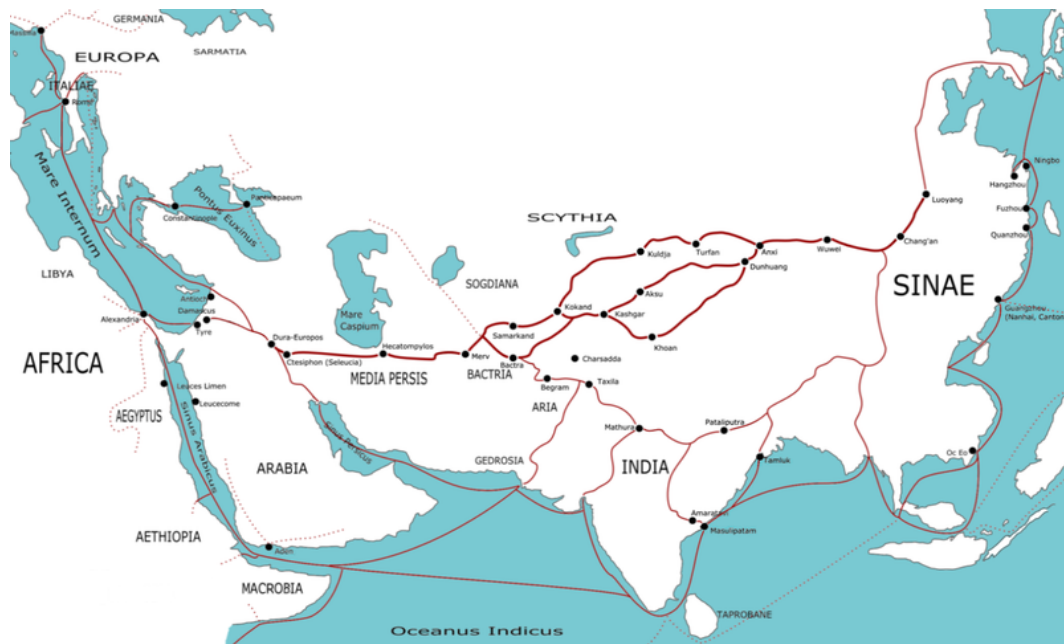 GERMANIA
Massilia
EUROPA
SARMATIA
ITALIAE
Rome
Mare Internum
Pontus Euxinus
Panticapaeum
Constantinople
LIBYA
SCYTHIA
SOGDIANA
Mare
Caspium
Kuldja
Turfan
Anxi
Wuwei
Chang'an
Luoyang
Hangzhou
Ningbo
Fuzhou
Quanzhou
Dunhuang
Aksu
Kokand
Kashgar
Khoan
Samarkand
SINAE
Guangzhou
(Nanhai, Canton
Antioch
Damascus
Alexandria
Tyre
Dura-Europos
Ctesiphon (Seleucia)
Hecatompylos
Merv
Bactra
Charsadda
AFRICA
MEDIA PERSIS
BACTRIA
Begram
Taxila
ARIA
Leuces Limen
Leucecome
AEGYPTUS
Sinus Arabicus
Sinus Persicus
Mathura
Pataliputra
ARABIA
GEDROSIA
INDIA
Tamluk
Oc Eo
Amaratavi
Masulipatam
AETHIOPIA
Aden
MACROBIA
TAPROBANE
Oceanus Indicus